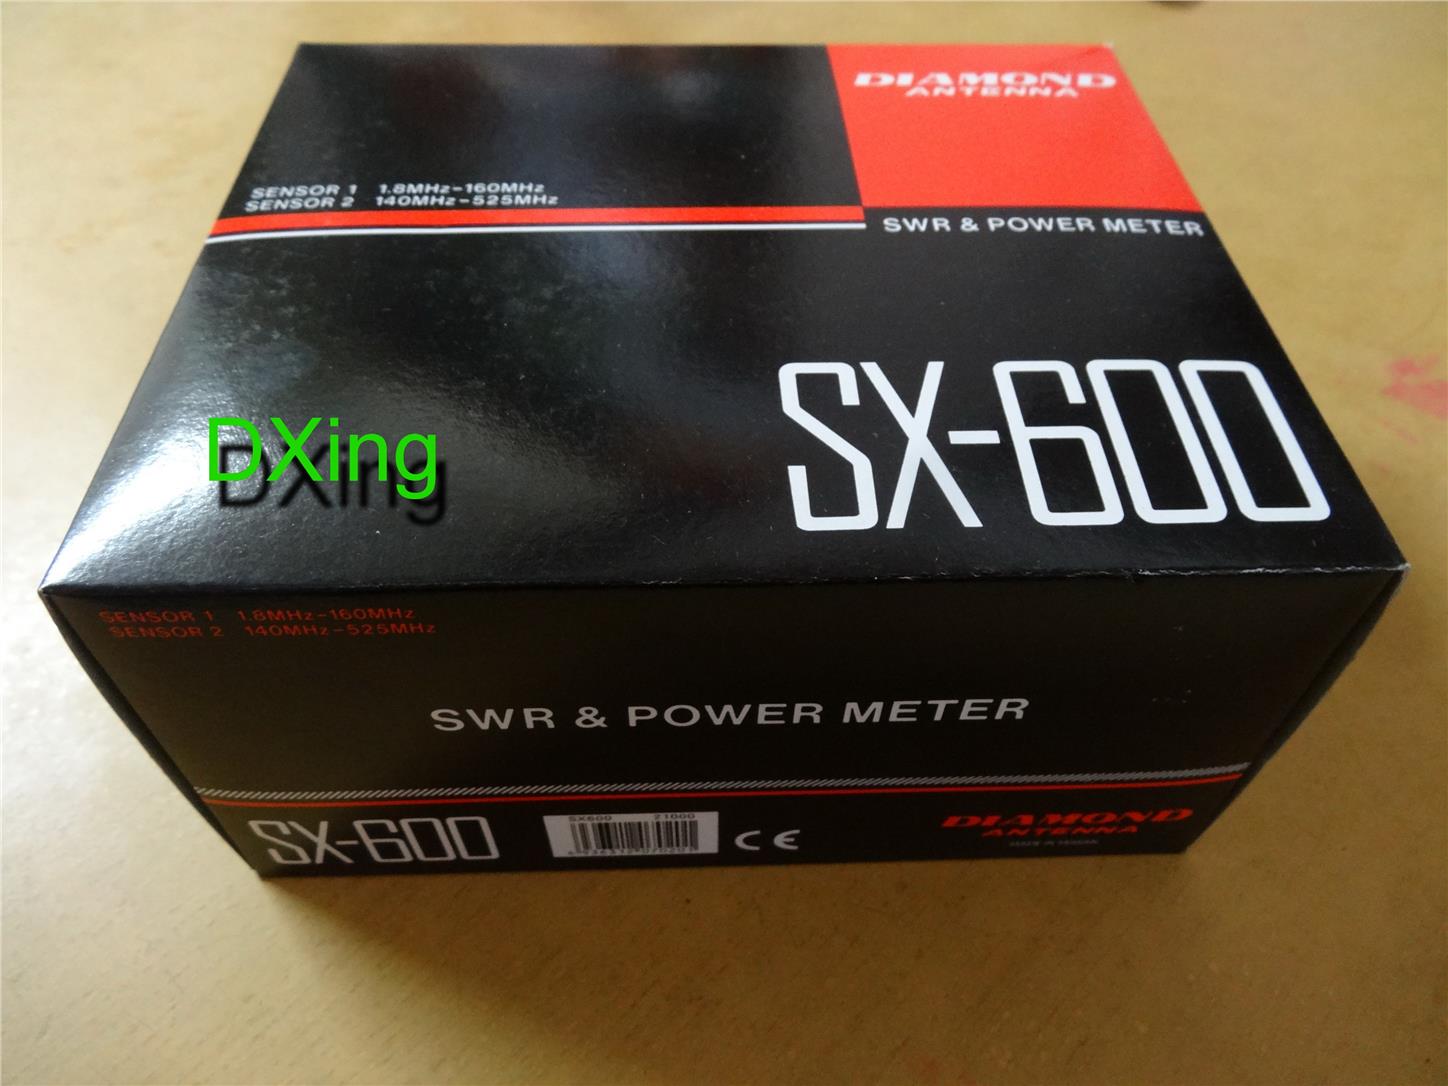 DIAMOND
ANTENNA
SENSOR 1 1.8MHz-160MHz
SENSOR 2 140MHz-525MHz
SWR & POWER METER
SX-600
DXing
SENSOR 1 1.8MHz-160MHz
SENSOR 2 140MHz-525MHz
SWR & POWER METER
SX-600
SX600 21000
CE
DIAMOND
ANTENNA